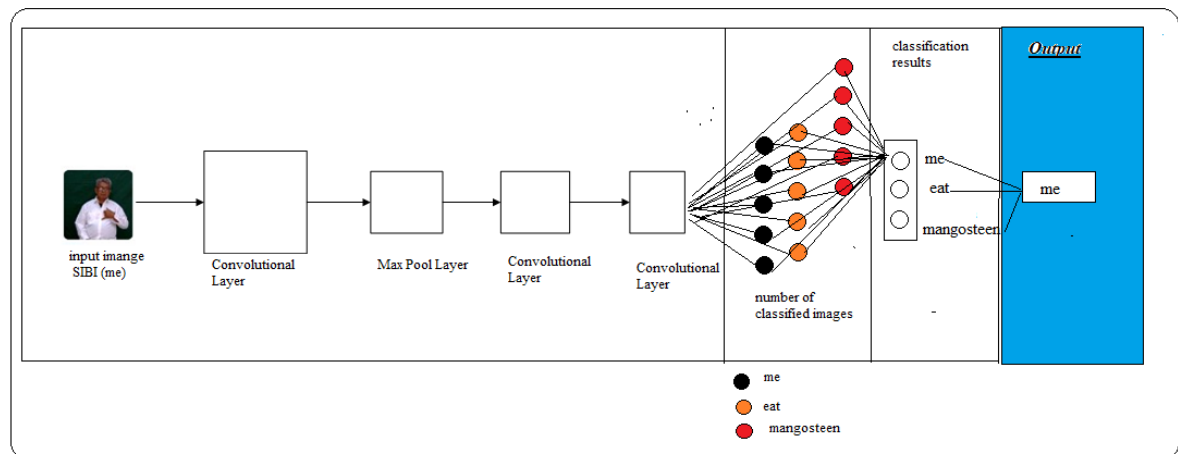 input imange
SIBI (me)
Convolutional
Layer
Max Pool Layer
Convolutional
Layer
Convolutional
Layer
number of
classified images
classification
results
me
eat
mangosteen
Output
me
me
eat
mangosteen